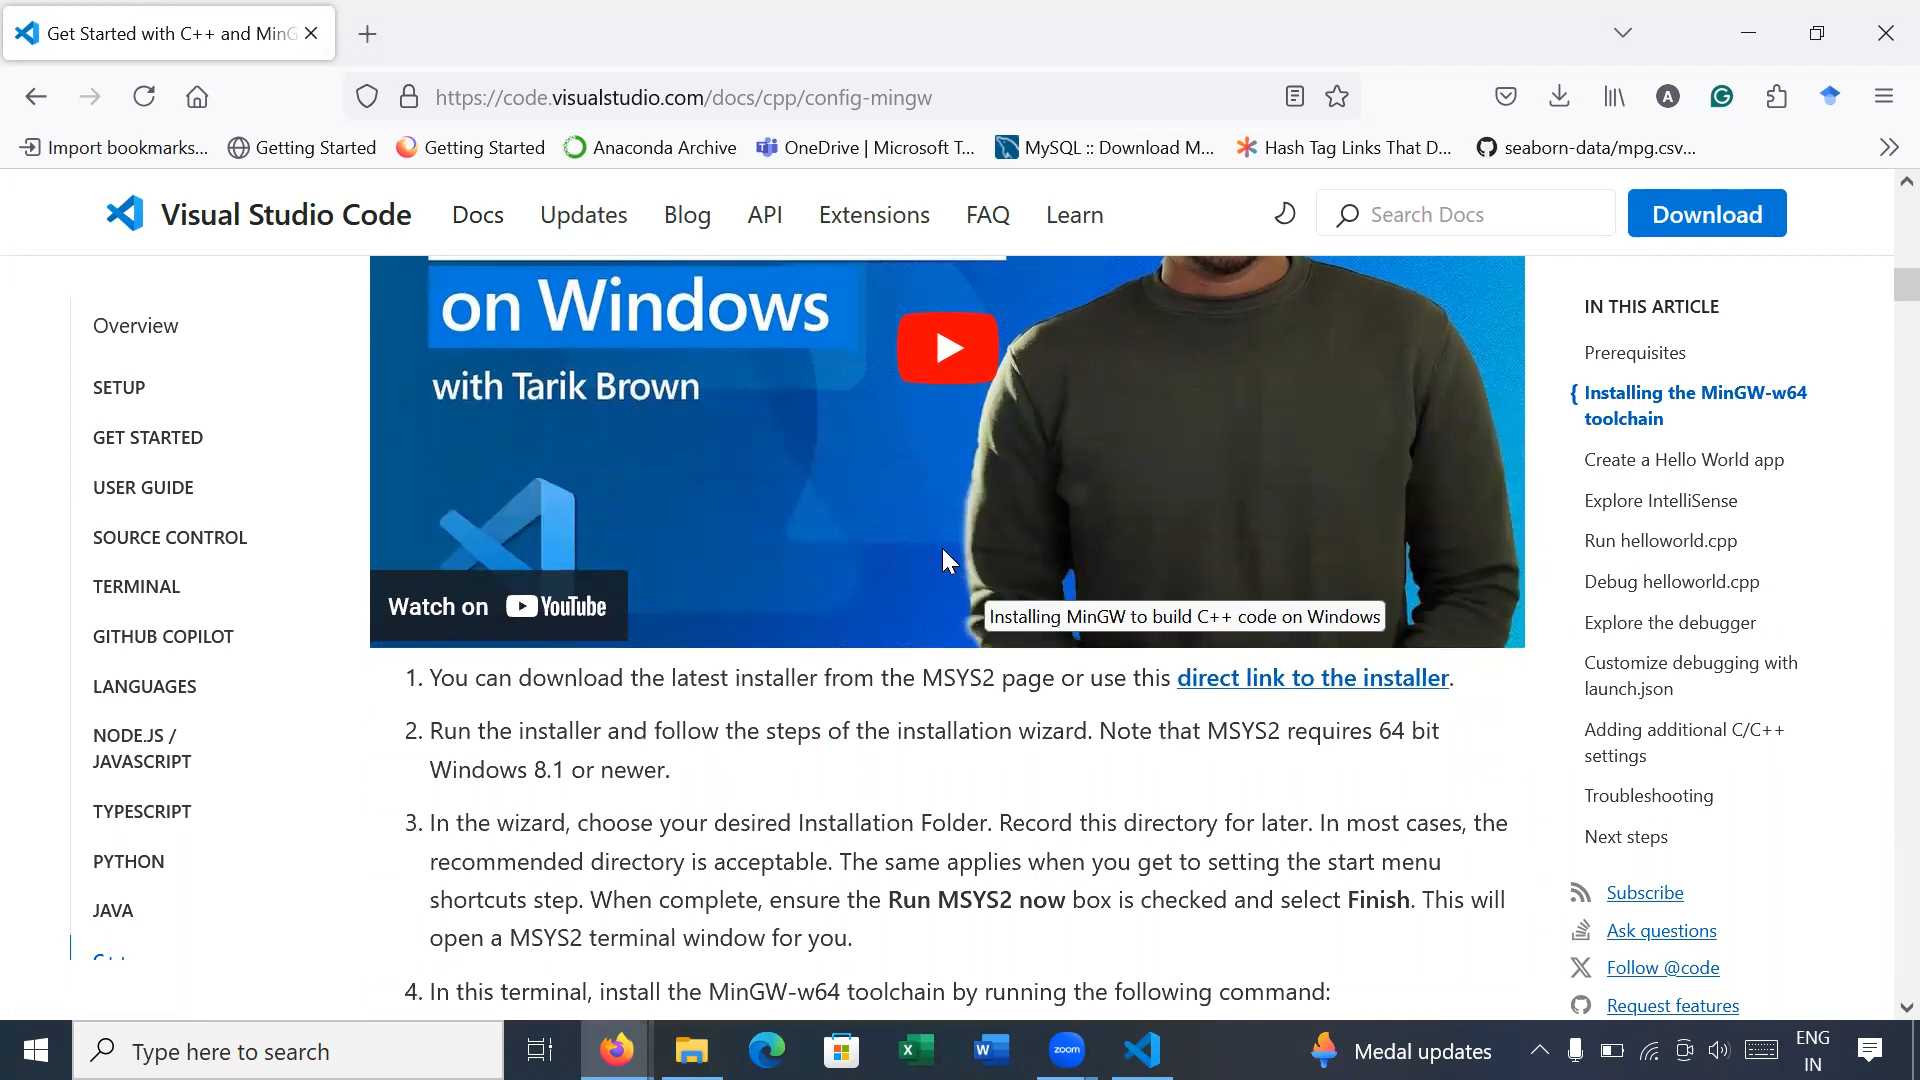 Get Started with C++ and MinG
https://code.visualstudio.com/docs/cpp/config-mingw
Import bookmarks...
Getting Started
Getting Started
Anaconda Archive
OneDrive | Microsoft T...
MySQL :: Download M...
Hash Tag Links That D...
seaborn-data/mpg.csv...
Visual Studio Code
Docs
Updates
Blog
API
Extensions
FAQ
Learn
Search Docs
Download
Overview
SETUP
GET STARTED
USER GUIDE
SOURCE CONTROL
TERMINAL
GITHUB COPILOT
LANGUAGES
NODE.JS /
JAVASCRIPT
TYPESCRIPT
PYTHON
JAVA
C++
on Windows
with Tarik Brown
Watch on YouTube
Installing MinGW to build C++ code on Windows
1. You can download the latest installer from the MSYS2 page or use this direct link to the installer.
2. Run the installer and follow the steps of the installation wizard. Note that MSYS2 requires 64 bit
Windows 8.1 or newer.
3. In the wizard, choose your desired Installation Folder. Record this directory for later. In most cases, the
recommended directory is acceptable. The same applies when you get to setting the start menu
shortcuts step. When complete, ensure the Run MSYS2 now box is checked and select Finish. This will
open a MSYS2 terminal window for you.
4. In this terminal, install the MinGW-w64 toolchain by running the following command:
IN THIS ARTICLE
Prerequisites
{ Installing the MinGW-w64
toolchain
Create a Hello World app
Explore IntelliSense
Run helloworld.cpp
Debug helloworld.cpp
Explore the debugger
Customize debugging with
launch.json
Adding additional C/C++
settings
Troubleshooting
Next steps
Subscribe
Ask questions
Follow @code
Request features
Type here to search
zoom
Medal updates
ENG
IN